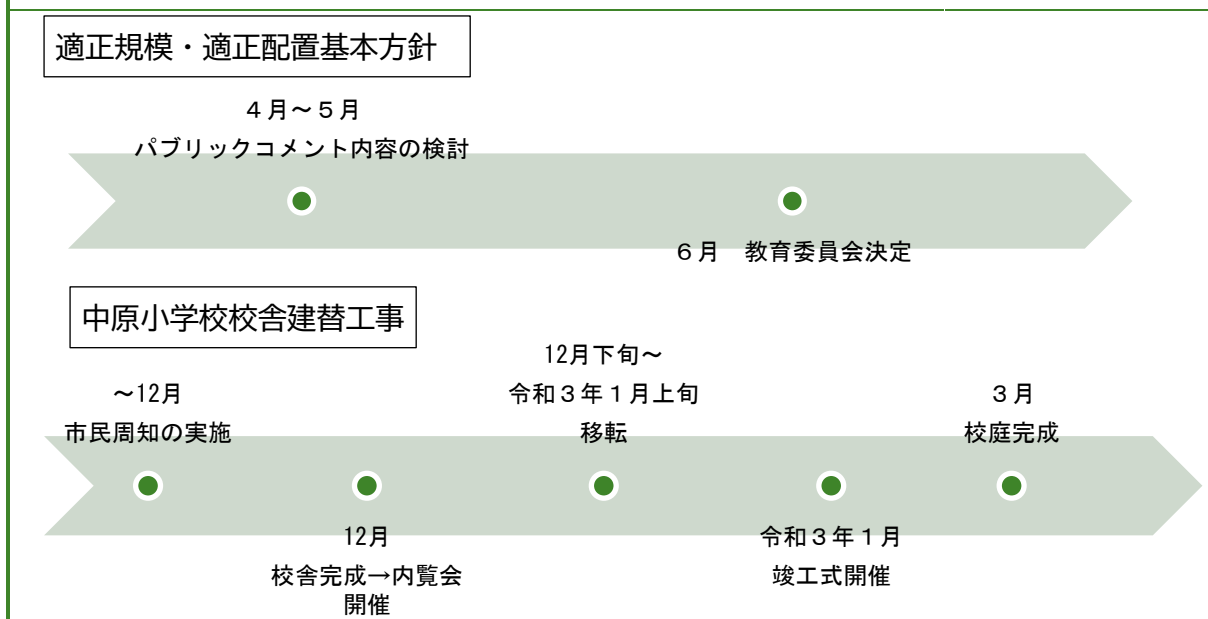 適正規模・適正配置基本方針
４月～５月
パブリックコメント内容の検討
６月　教育委員会決定
中原小学校校舎建替工事
～12月
市民周知の実施
12月
校舎完成→内覧会
開催
12月下旬～
令和３年１月上旬
移転
令和３年１月
竣工式開催
３月
校庭完成